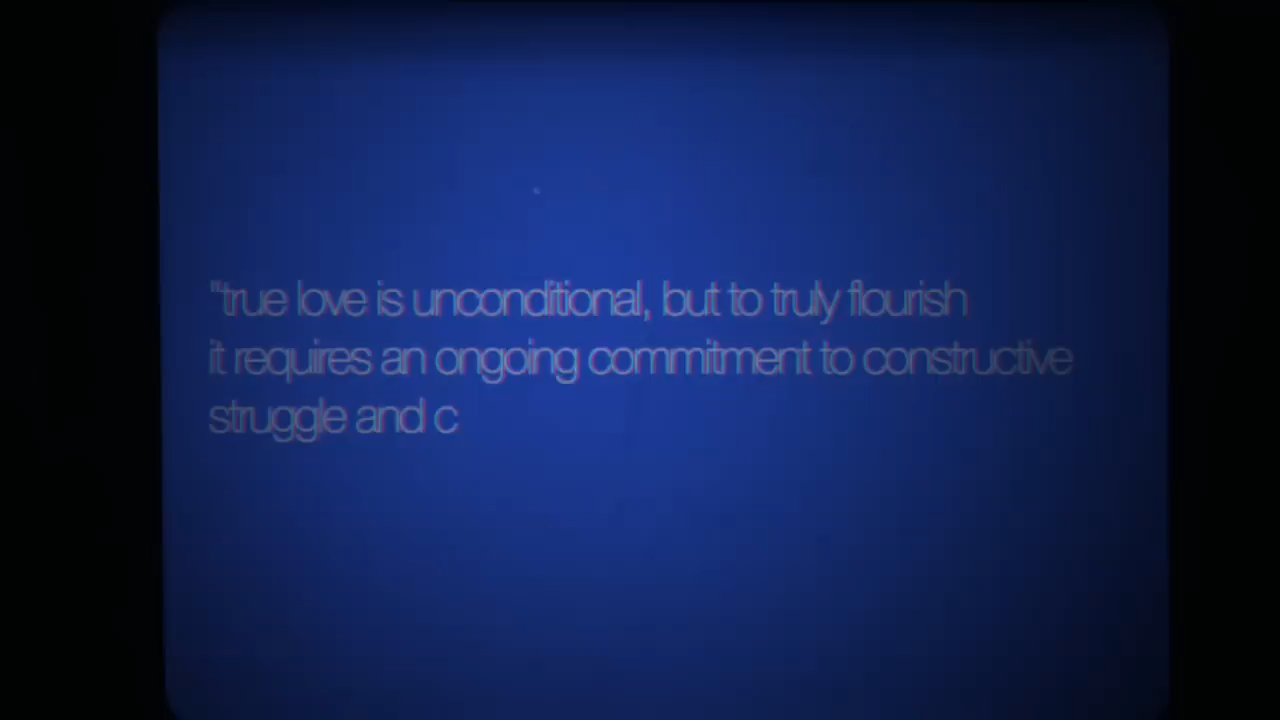 "true love is unconditional, but to truly flourish
it requires an ongoing commitment to constructive
struggle and c